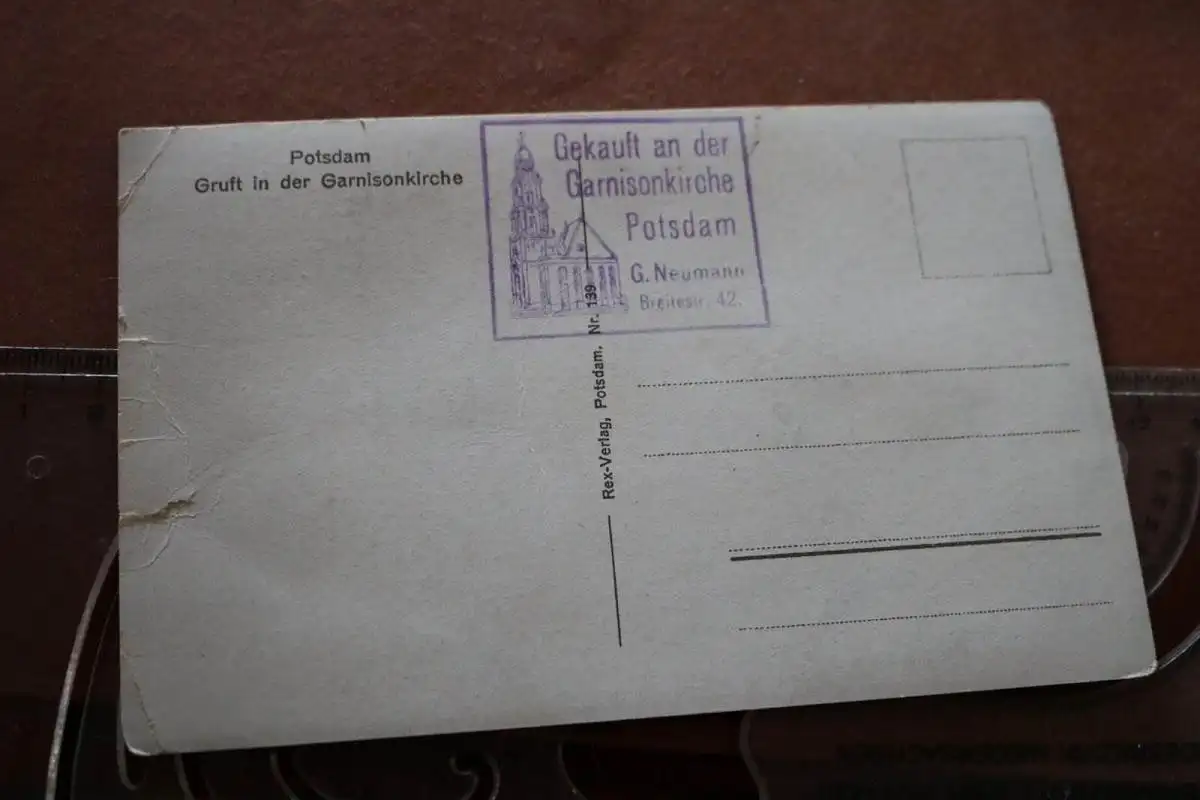 Potsdam
Gruft in der Garnisonkirche
Gekauft an der
Garnisonkirche
Potsdam
G. Neumann
Breitestr. 42.
Rex-Verlag, Potsdam. Nr. 139